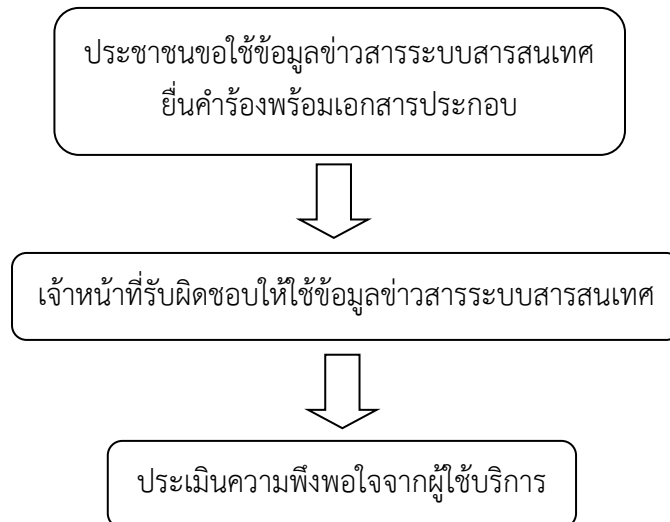 ประชาชนขอใช้ข้อมูลข่าวสารระบบสารสนเทศ
ยื่นคำร้องพร้อมเอกสารประกอบ
เจ้าหน้าที่รับผิดชอบให้ใช้ข้อมูลข่าวสารระบบสารสนเทศ
ประเมินความพึงพอใจจากผู้ใช้บริการ